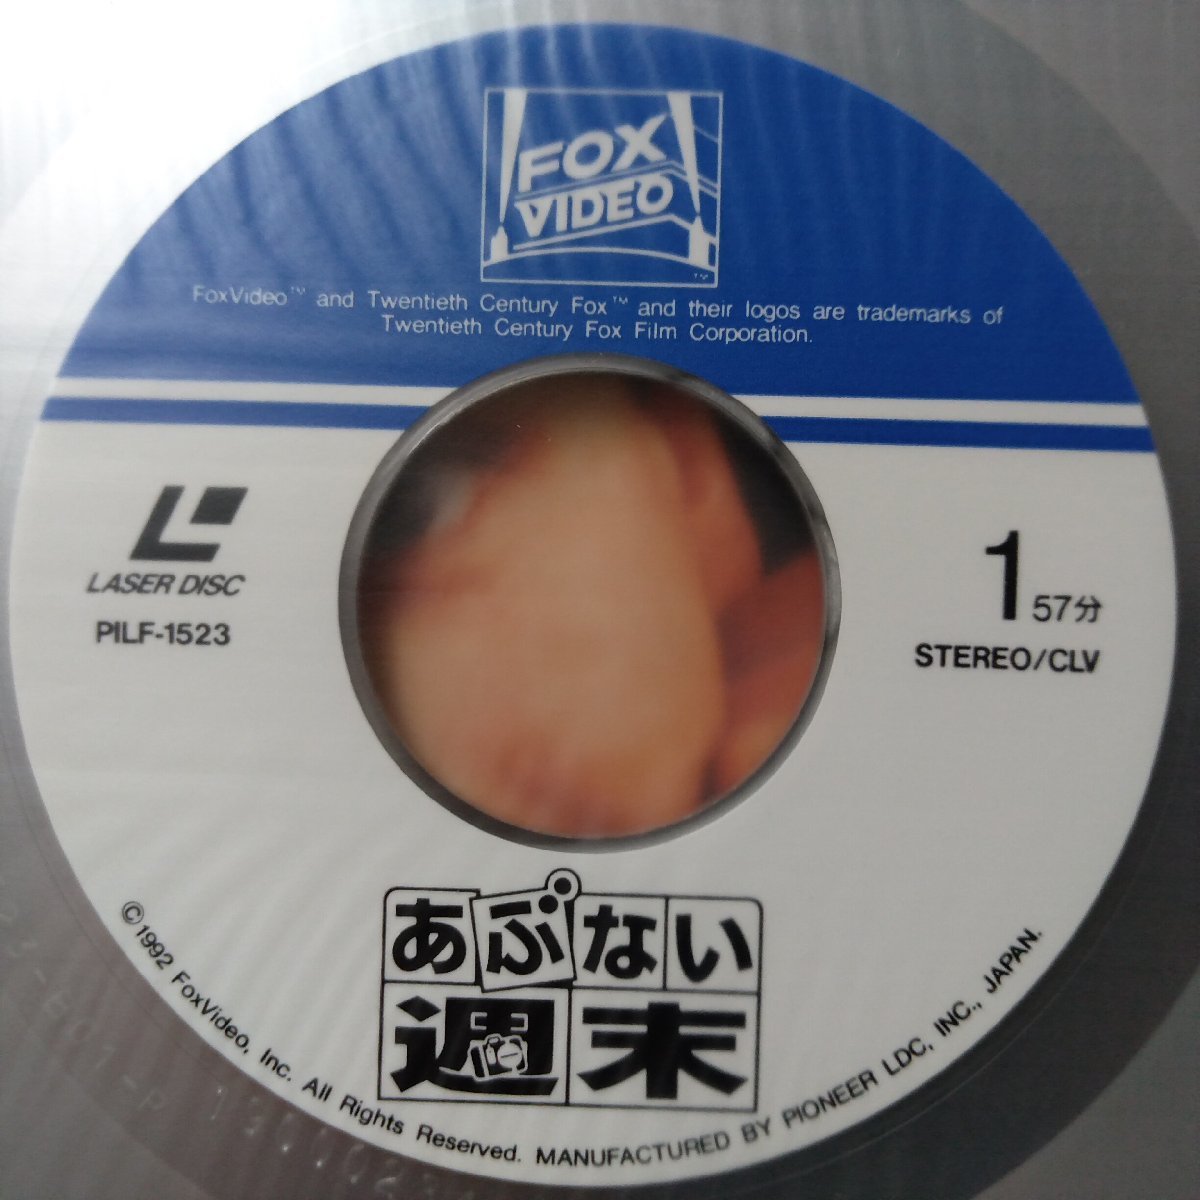 FOX
VIDEO
™
FoxVideo™ and Twentieth Century Fox™ and their logos are trademarks of
Twentieth Century Fox Film Corporation.
LASER DISC
PILF-1523
1 57分
STEREO/CLV
あぶない
週末
©1992 FoxVideo, Inc. All Rights Reserved. MANUFACTURED BY PIONEER LDC, INC., JAPAN.